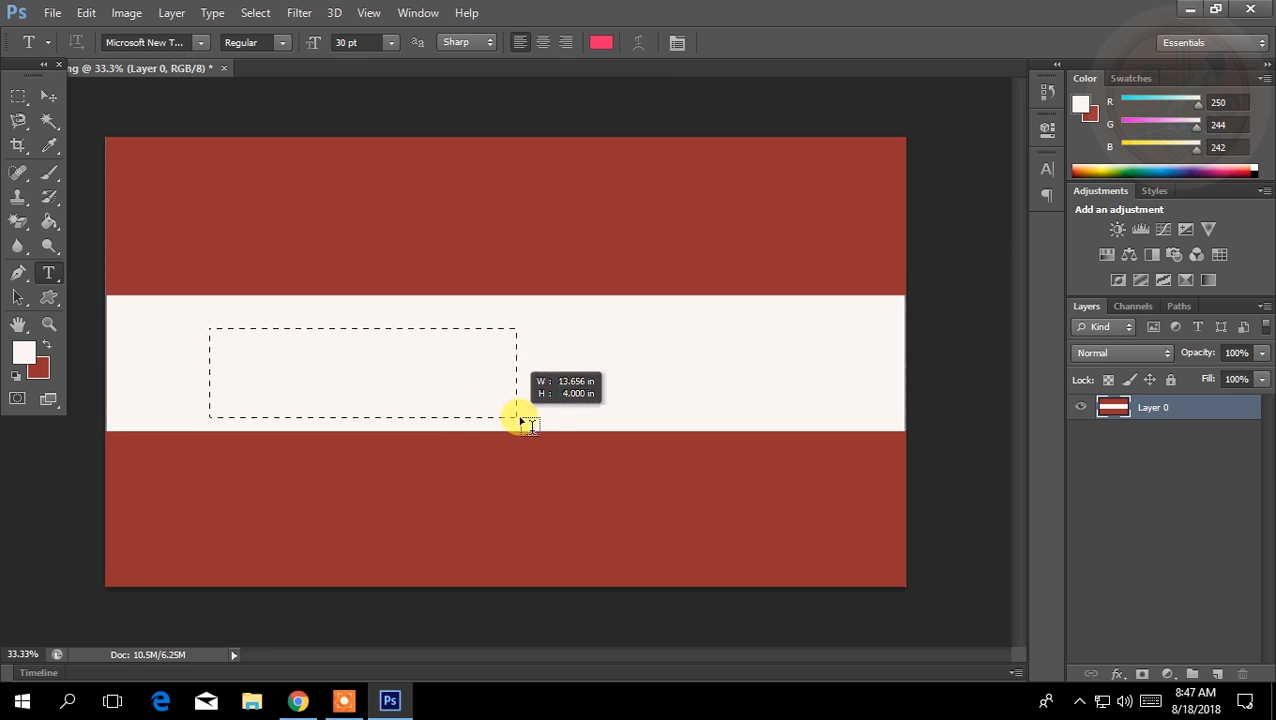 Ps File Edit Image Layer Type Select Filter 3D View Window Help
T Microsoft New T... Regular 30 pt Sharp Essentials
ng @ 33.3% (Layer 0, RGB/8) *
Color Swatches
R 250
G 244
B 242
Adjustments Styles
Add an adjustment
Layers Channels Paths
Kind
Normal Opacity: 100%
Lock: Fill: 100%
Layer 0
W : 13.656 in
H : 4.000 in
33.33% Doc: 10.5M/6.25M
Timeline
Ps
8:47 AM
8/18/2018